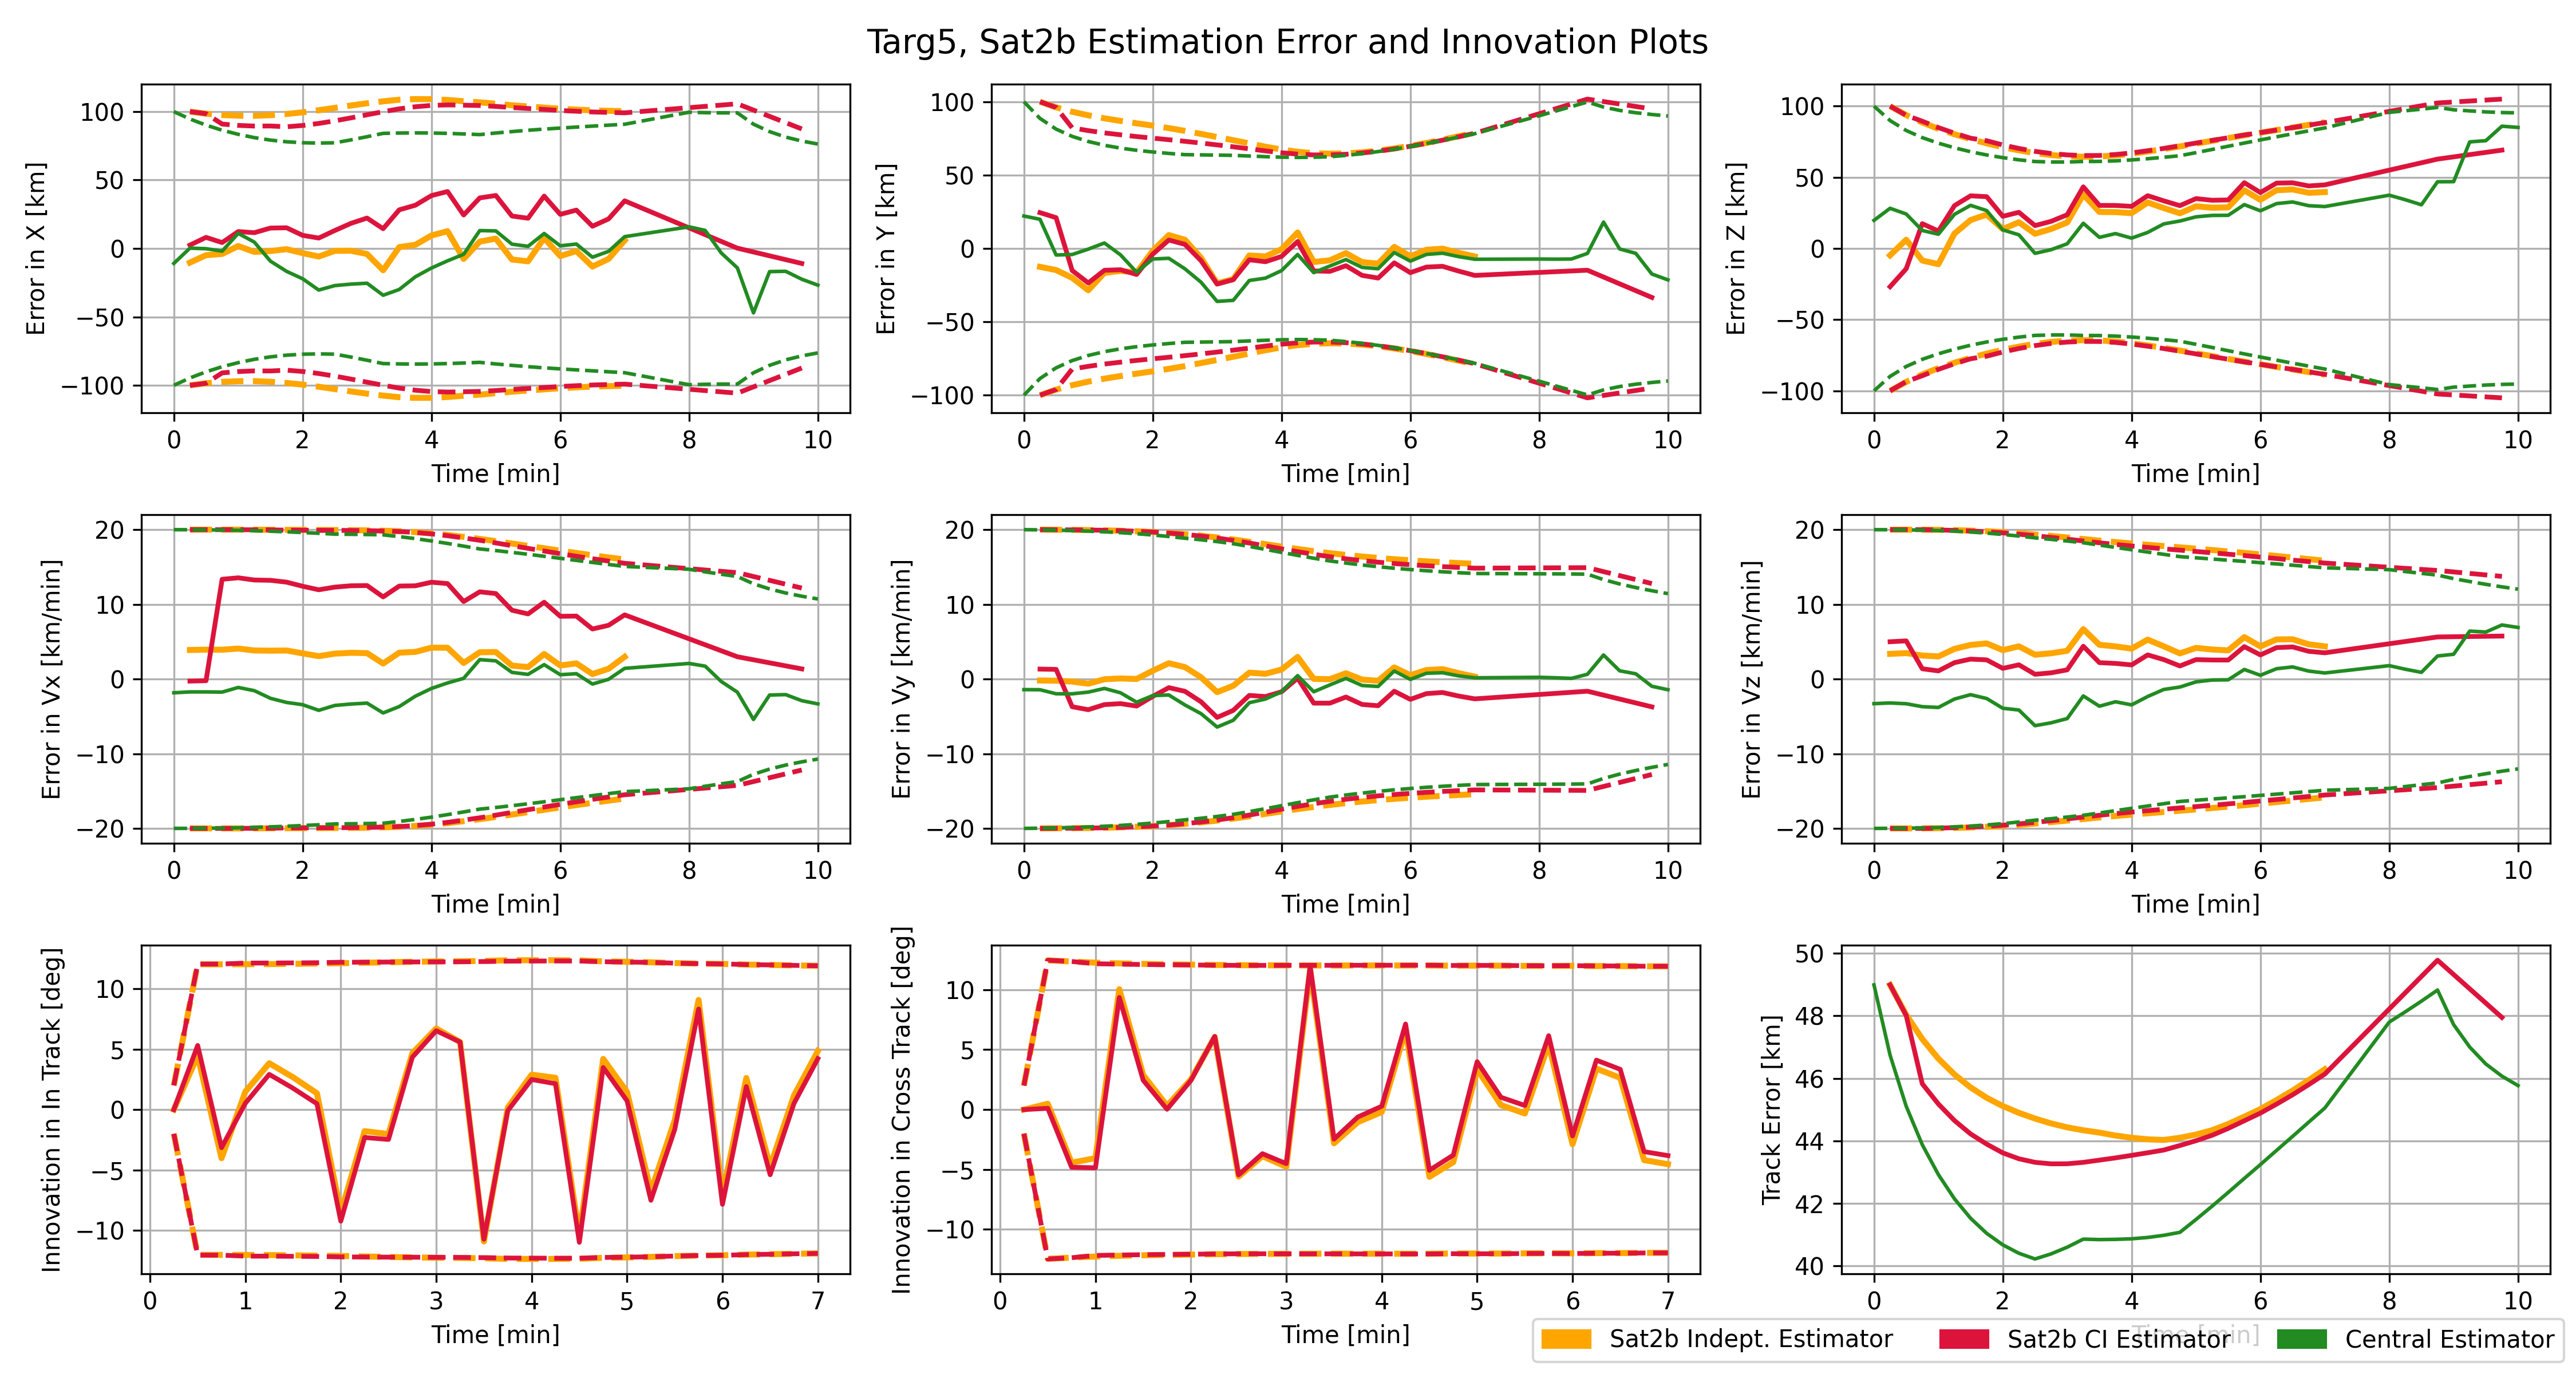 Targ5, Sat2b Estimation Error and Innovation Plots
Error in X [km]
100
50
0
−50
−100
0 2 4 6 8 10
Time [min]
Error in Y [km]
100
50
0
−50
−100
0 2 4 6 8 10
Time [min]
Error in Z [km]
100
50
0
−50
−100
0 2 4 6 8 10
Time [min]
Error in Vx [km/min]
20
10
0
−10
−20
0 2 4 6 8 10
Time [min]
Error in Vy [km/min]
20
10
0
−10
−20
0 2 4 6 8 10
Time [min]
Error in Vz [km/min]
20
10
0
−10
−20
0 2 4 6 8 10
Time [min]
Innovation in In Track [deg]
10
5
0
−5
−10
0 1 2 3 4 5 6 7
Time [min]
Innovation in Cross Track [deg]
10
5
0
−5
−10
0 1 2 3 4 5 6 7
Time [min]
Track Error [km]
50
48
46
44
42
40
0 2 4 6 8 10
Time [min]
Sat2b Indept. Estimator Sat2b CI Estimator Central Estimator